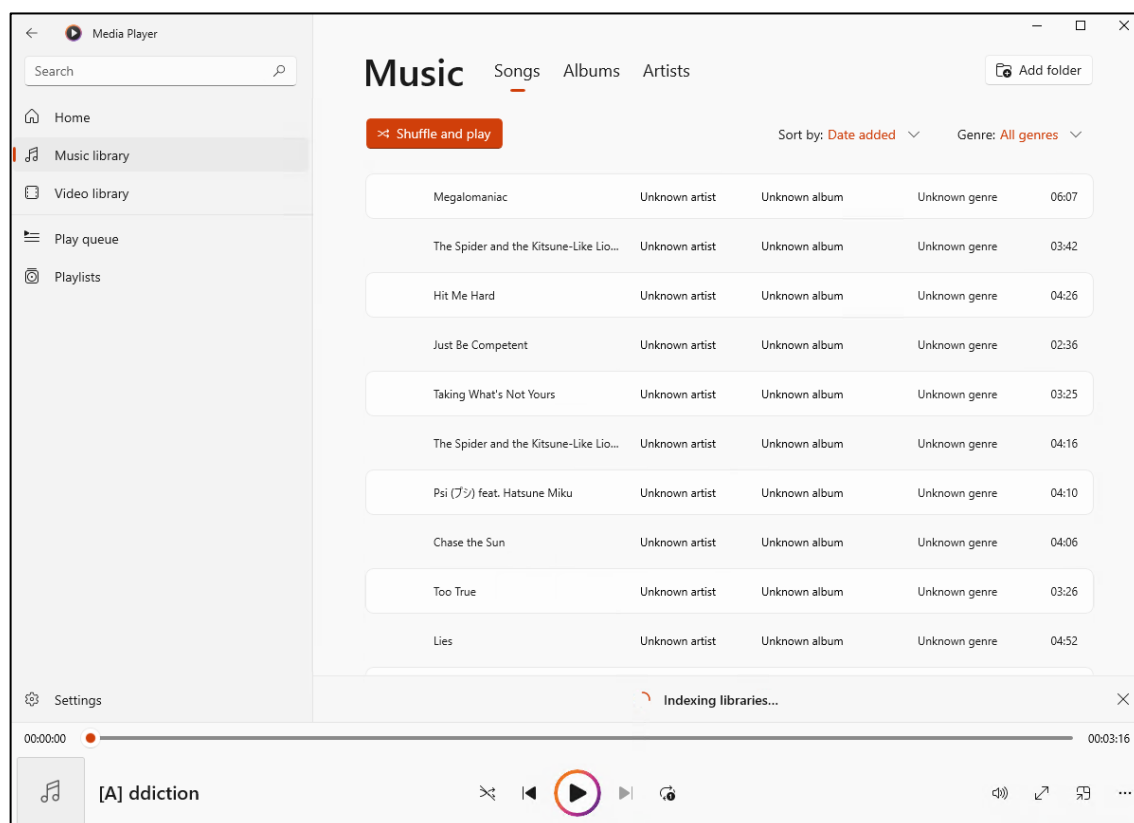 Media Player
Search
Home
Music library
Video library
Play queue
Playlists
Settings
Music Songs Albums Artists
Add folder
Shuffle and play
Sort by: Date added Genre: All genres
Megalomaniac Unknown artist Unknown album Unknown genre 06:07
The Spider and the Kitsune-Like Lio... Unknown artist Unknown album Unknown genre 03:42
Hit Me Hard Unknown artist Unknown album Unknown genre 04:26
Just Be Competent Unknown artist Unknown album Unknown genre 02:36
Taking What's Not Yours Unknown artist Unknown album Unknown genre 03:25
The Spider and the Kitsune-Like Lio... Unknown artist Unknown album Unknown genre 04:16
Psi (プシ) feat. Hatsune Miku Unknown artist Unknown album Unknown genre 04:10
Chase the Sun Unknown artist Unknown album Unknown genre 04:06
Too True Unknown artist Unknown album Unknown genre 03:26
Lies Unknown artist Unknown album Unknown genre 04:52
Indexing libraries...
00:00:00 00:03:16
[A] ddiction